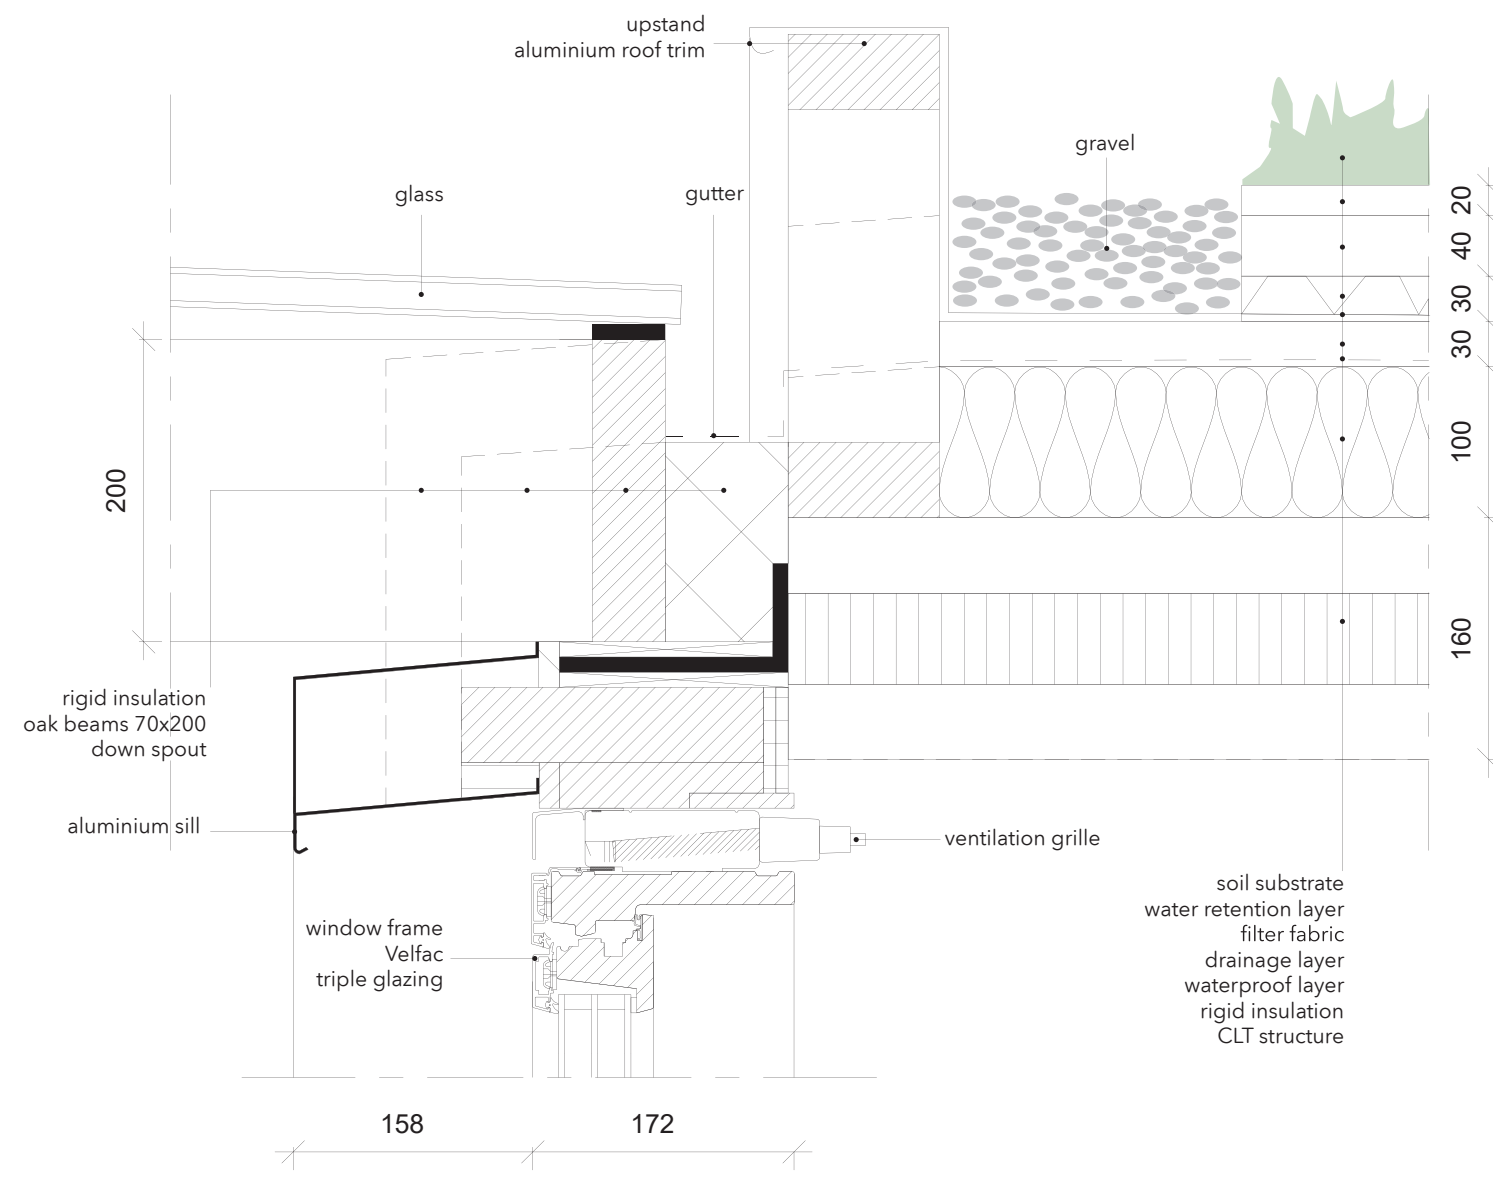 upstand
aluminium roof trim
gravel
glass
gutter
20
40
30
30
100
160
200
rigid insulation
oak beams 70x200
down spout
aluminium sill
ventilation grille
window frame
Velfac
triple glazing
soil substrate
water retention layer
filter fabric
drainage layer
waterproof layer
rigid insulation
CLT structure
158
172